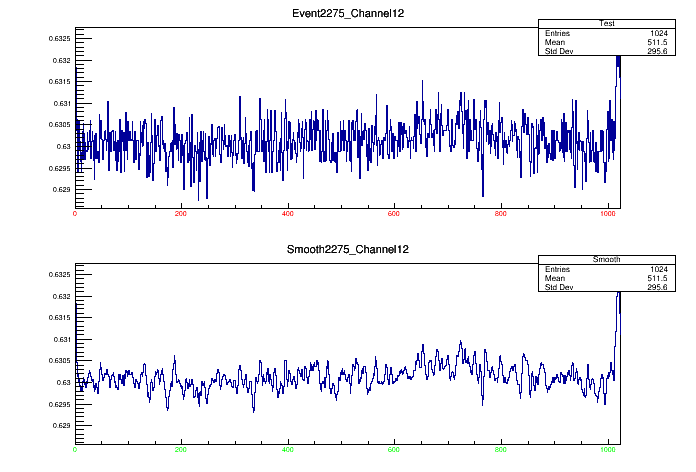 Event2275_Channel12
Test
Entries 1024
Mean 511.5
Std Dev 295.6
0.6325
0.632
0.6315
0.631
0.6305
0.63
0.6295
0.629
0 200 400 600 800 1000
Smooth2275_Channel12
Smooth
Entries 1024
Mean 511.5
Std Dev 295.6
0.6325
0.632
0.6315
0.631
0.6305
0.63
0.6295
0.629
0 200 400 600 800 1000